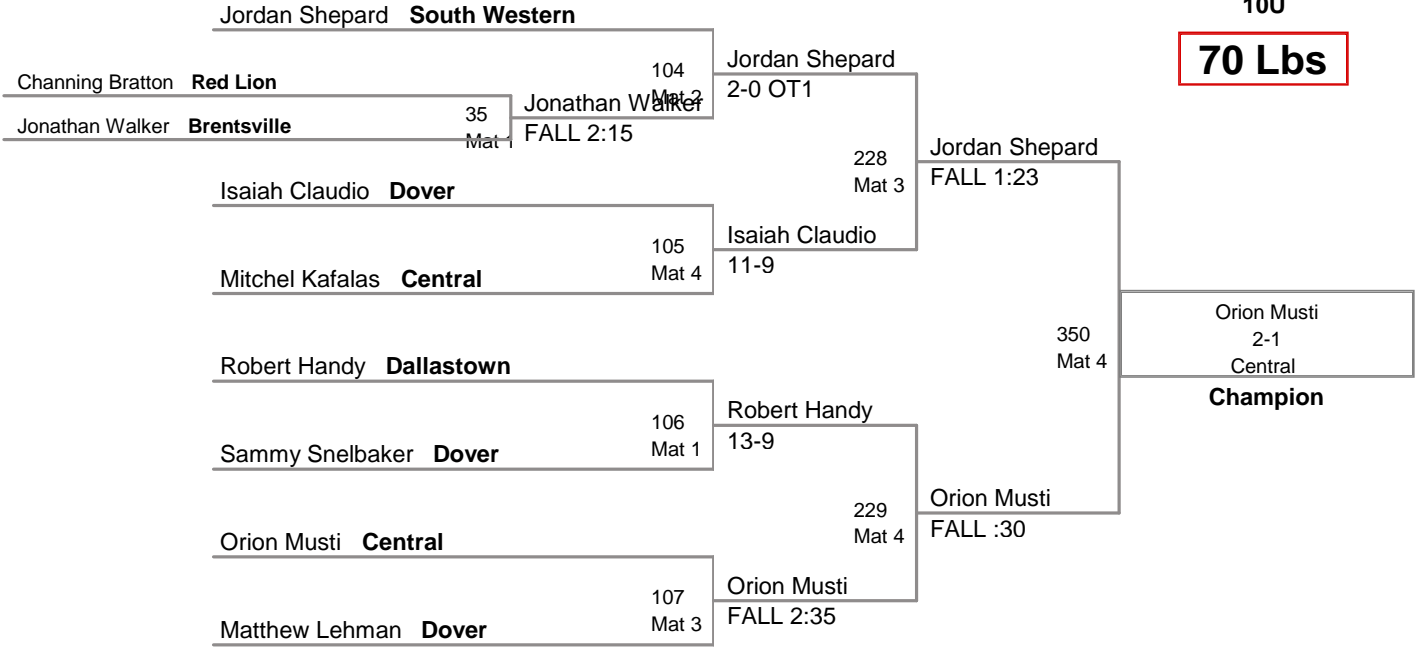 10U
70 Lbs
Jordan Shepard South Western
Channing Bratton Red Lion
Jonathan Walker Brentsville
35
Mat 1
Jonathan Walker
FALL 2:15
104
Mat 2
Jordan Shepard
2-0 OT1
Isaiah Claudio Dover
Mitchel Kafalas Central
105
Mat 4
Isaiah Claudio
11-9
228
Mat 3
Jordan Shepard
FALL 1:23
Robert Handy Dallastown
Sammy Snelbaker Dover
106
Mat 1
Robert Handy
13-9
Orion Musti Central
Matthew Lehman Dover
107
Mat 3
Orion Musti
FALL 2:35
229
Mat 4
Orion Musti
FALL :30
350
Mat 4
Orion Musti
2-1
Central
Champion